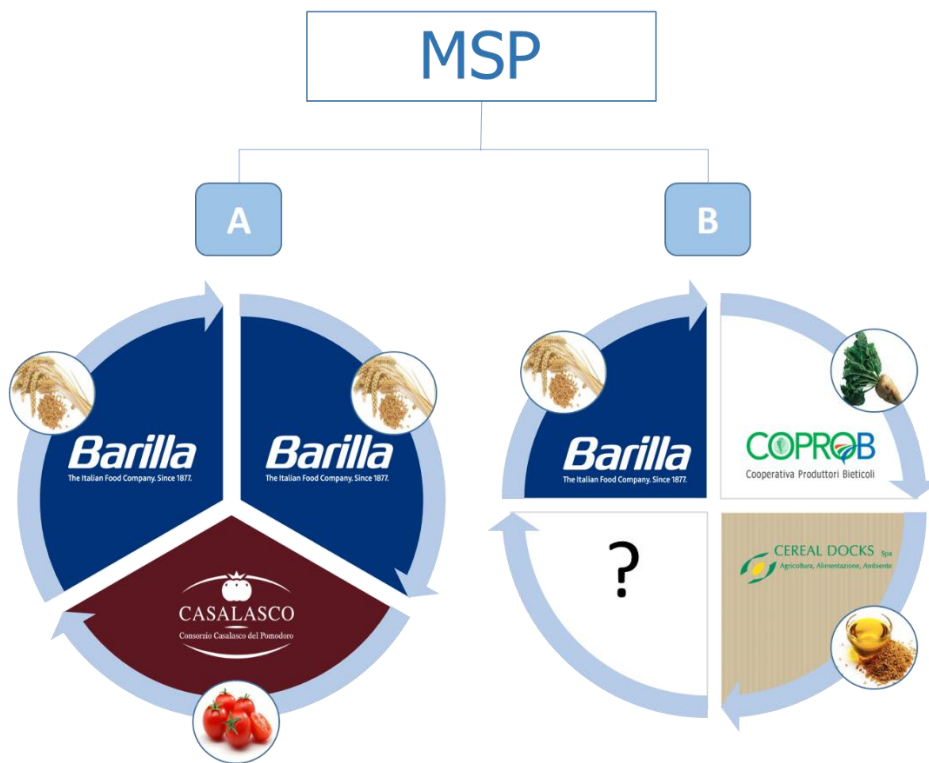 MSP
A
B
Barilla
The Italian Food Company. Since 1877.
Barilla
The Italian Food Company. Since 1877.
CASALASCO
Consorzio Casalasco del Pomodoro
Barilla
The Italian Food Company. Since 1877.
COPROB
Cooperativa Produttori Bieticoli
?
CEREAL DOCKS Spa
Agricoltura, Alimentazione, Ambiente